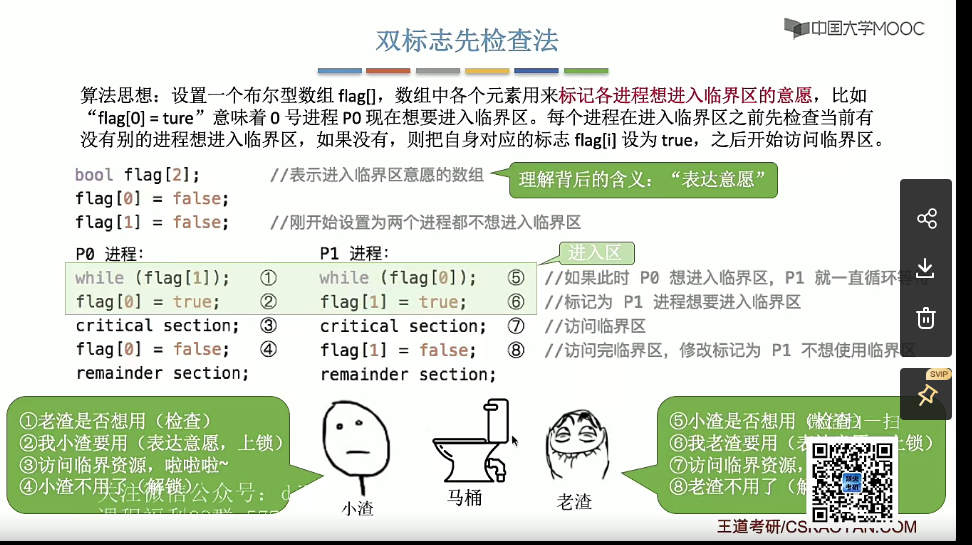 中国大学MOOC
双标志先检查法
算法思想：设置一个布尔型数组 flag[]，数组中各个元素用来标记各进程想进入临界区的意愿，比如
“flag[0] = ture”意味着 0 号进程 P0 现在想要进入临界区。每个进程在进入临界区之前先检查当前有
没有别的进程想进入临界区，如果没有，则把自身对应的标志 flag[i] 设为 true，之后开始访问临界区。
bool flag[2]; //表示进入临界区意愿的数组
理解背后的含义：“表达意愿”
flag[0] = false;
flag[1] = false; //刚开始设置为两个进程都不想进入临界区
P0 进程： P1 进程： 进入区
while (flag[1]); ① while (flag[0]); ⑤ //如果此时 P0 想进入临界区，P1 就一直循环等待
flag[0] = true; ② flag[1] = true; ⑥ //标记为 P1 进程想要进入临界区
critical section; ③ critical section; ⑦ //访问临界区
flag[0] = false; ④ flag[1] = false; ⑧ //访问完临界区，修改标记为 P1 不想使用临界区
remainder section; remainder section;
SVIP
①老渣是否想用（检查）
②我小渣要用（表达意愿，上锁）
③访问临界资源，啦啦啦~
④小渣不用了（解锁）
关注微信公众号：
小渣
马桶
老渣
⑤小渣是否想用（检查）
⑥我老渣要用（表达意愿，上锁）
⑦访问临界资源，
⑧老渣不用了（解
扫一扫
王道考研/CSKAOYAN.COM